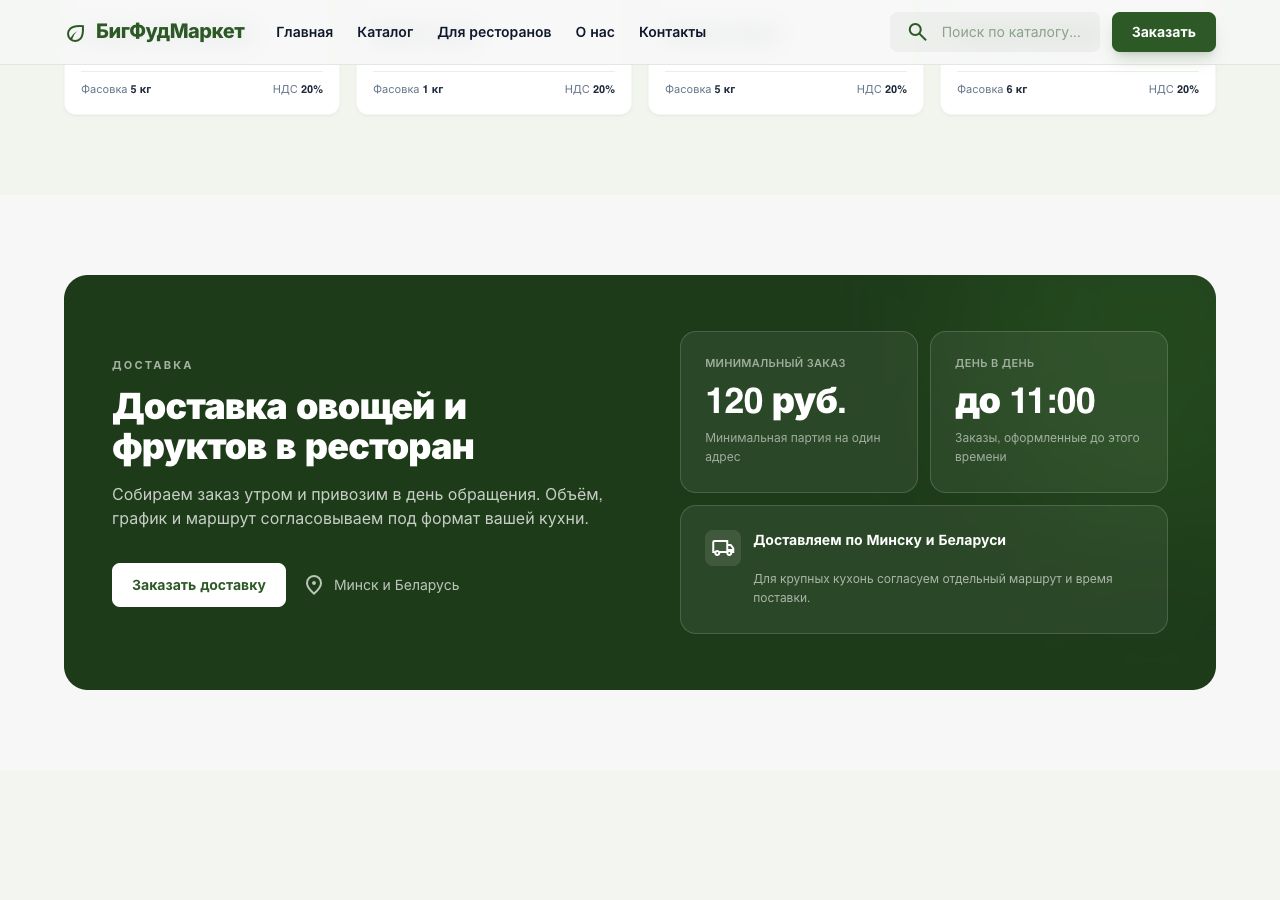 БигФудМаркет
Главная
Каталог
Для ресторанов
О нас
Контакты
Поиск по каталогу...
Заказать
Фасовка 5 кг
НДС 20%
Фасовка 1 кг
НДС 20%
Фасовка 5 кг
НДС 20%
Фасовка 6 кг
НДС 20%
ДОСТАВКА
Доставка овощей и
фруктов в ресторан
Собираем заказ утром и привозим в день обращения. Объём,
график и маршрут согласовываем под формат вашей кухни.
Заказать доставку
Минск и Беларусь
МИНИМАЛЬНЫЙ ЗАКАЗ
120 руб.
Минимальная партия на один
адрес
ДЕНЬ В ДЕНЬ
до 11:00
Заказы, оформленные до этого
времени
Доставляем по Минску и Беларуси
Для крупных кухонь согласуем отдельный маршрут и время
поставки.